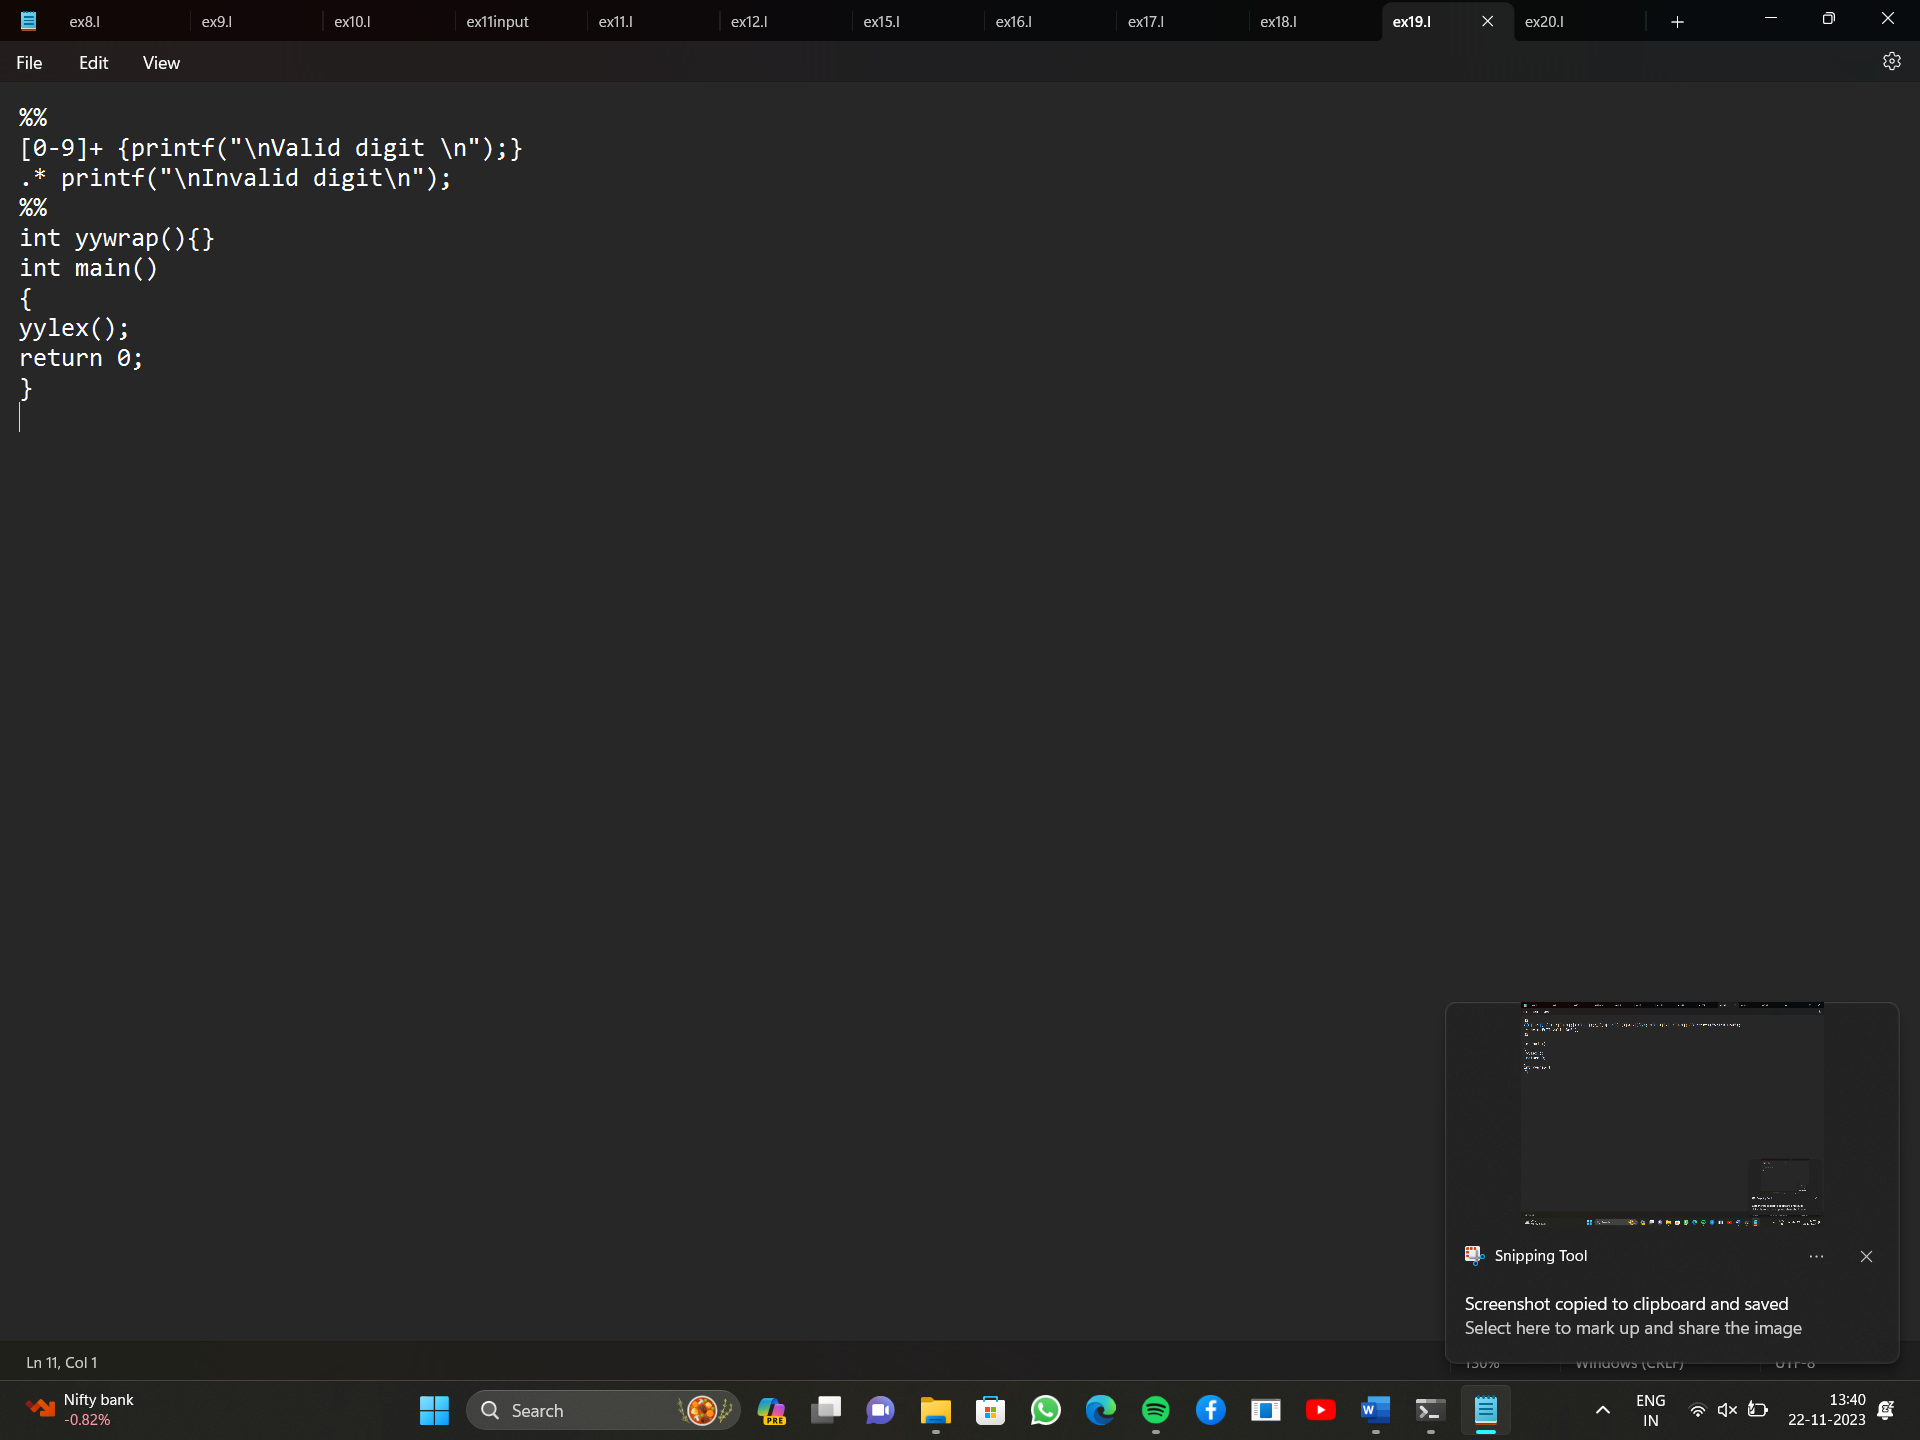 ex8.l ex9.l ex10.l ex11input ex11.l ex12.l ex15.l ex16.l ex17.l ex18.l ex19.l ex20.l
File Edit View
%%
[0-9]+ {printf("\nValid digit \n");}
.* printf("\nInvalid digit\n");
%%
int yywrap(){}
int main()
{
yylex();
return 0;
}
Snipping Tool
Screenshot copied to clipboard and saved
Select here to mark up and share the image
Ln 11, Col 1 130% Windows (CRLF) UTF-8
Nifty bank
-0.82%
Search
PRE
ENG
IN
13:40
22-11-2023